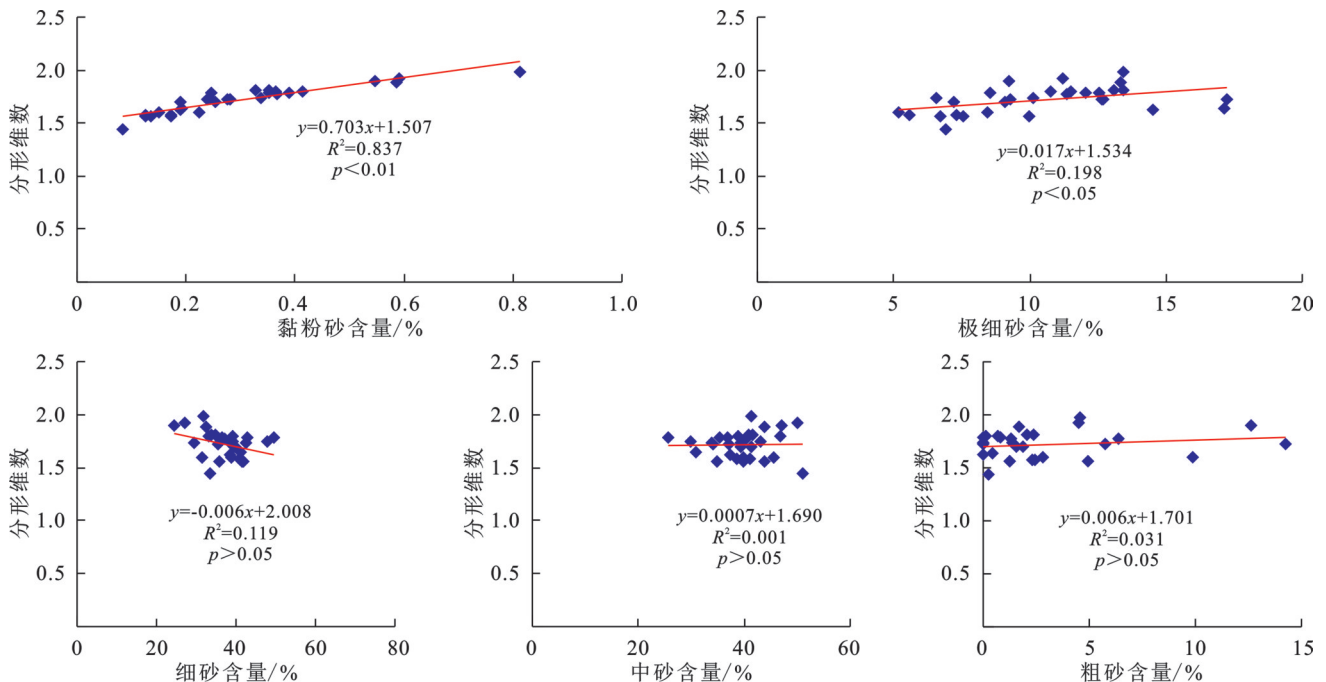 2.5
2.0
1.5
1.0
0.5
分形维数
y=0.703x+1.507
R²=0.837
p<0.01
0 0.2 0.4 0.6 0.8 1.0
黏粉砂含量/%
2.5
2.0
1.5
1.0
0.5
分形维数
y=0.017x+1.534
R²=0.198
p<0.05
0 5 10 15 20
极细砂含量/%
2.5
2.0
1.5
1.0
0.5
分形维数
y=-0.006x+2.008
R²=0.119
p>0.05
0 20 40 60 80
细砂含量/%
2.5
2.0
1.5
1.0
0.5
分形维数
y=0.0007x+1.690
R²=0.001
p>0.05
0 20 40 60
中砂含量/%
2.5
2.0
1.5
1.0
0.5
分形维数
y=0.006x+1.701
R²=0.031
p>0.05
0 5 10 15
粗砂含量/%